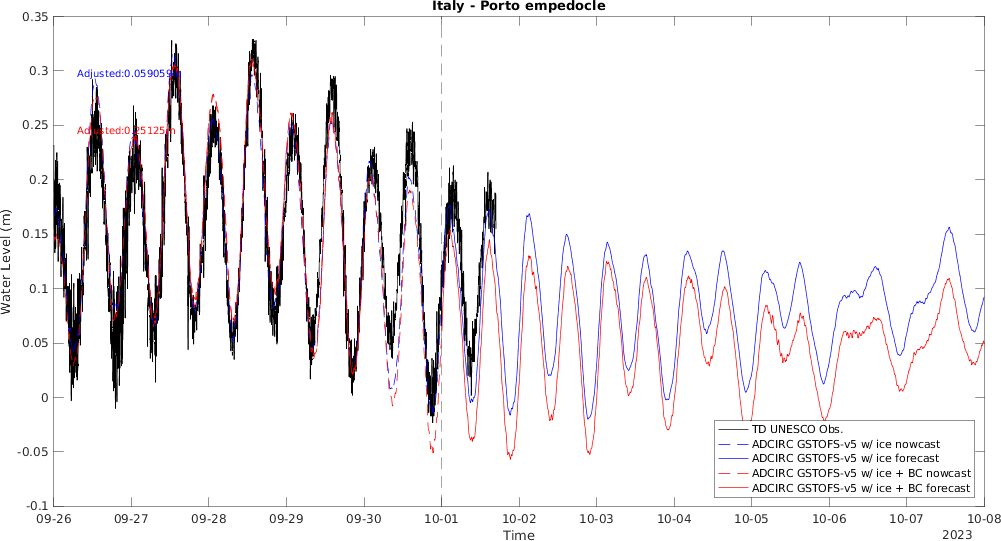 Italy - Porto empedocle
0.35
0.3
0.25
0.2
0.15
0.1
0.05
0
-0.05
-0.1
Water Level (m)
Adjusted:0.059059m
Adjusted:0.25125m
TD UNESCO Obs.
ADCIRC GSTOFS-v5 w/ ice nowcast
ADCIRC GSTOFS-v5 w/ ice forecast
ADCIRC GSTOFS-v5 w/ ice + BC nowcast
ADCIRC GSTOFS-v5 w/ ice + BC forecast
09-26 09-27 09-28 09-29 09-30 10-01 10-02 10-03 10-04 10-05 10-06 10-07 10-08
Time
2023